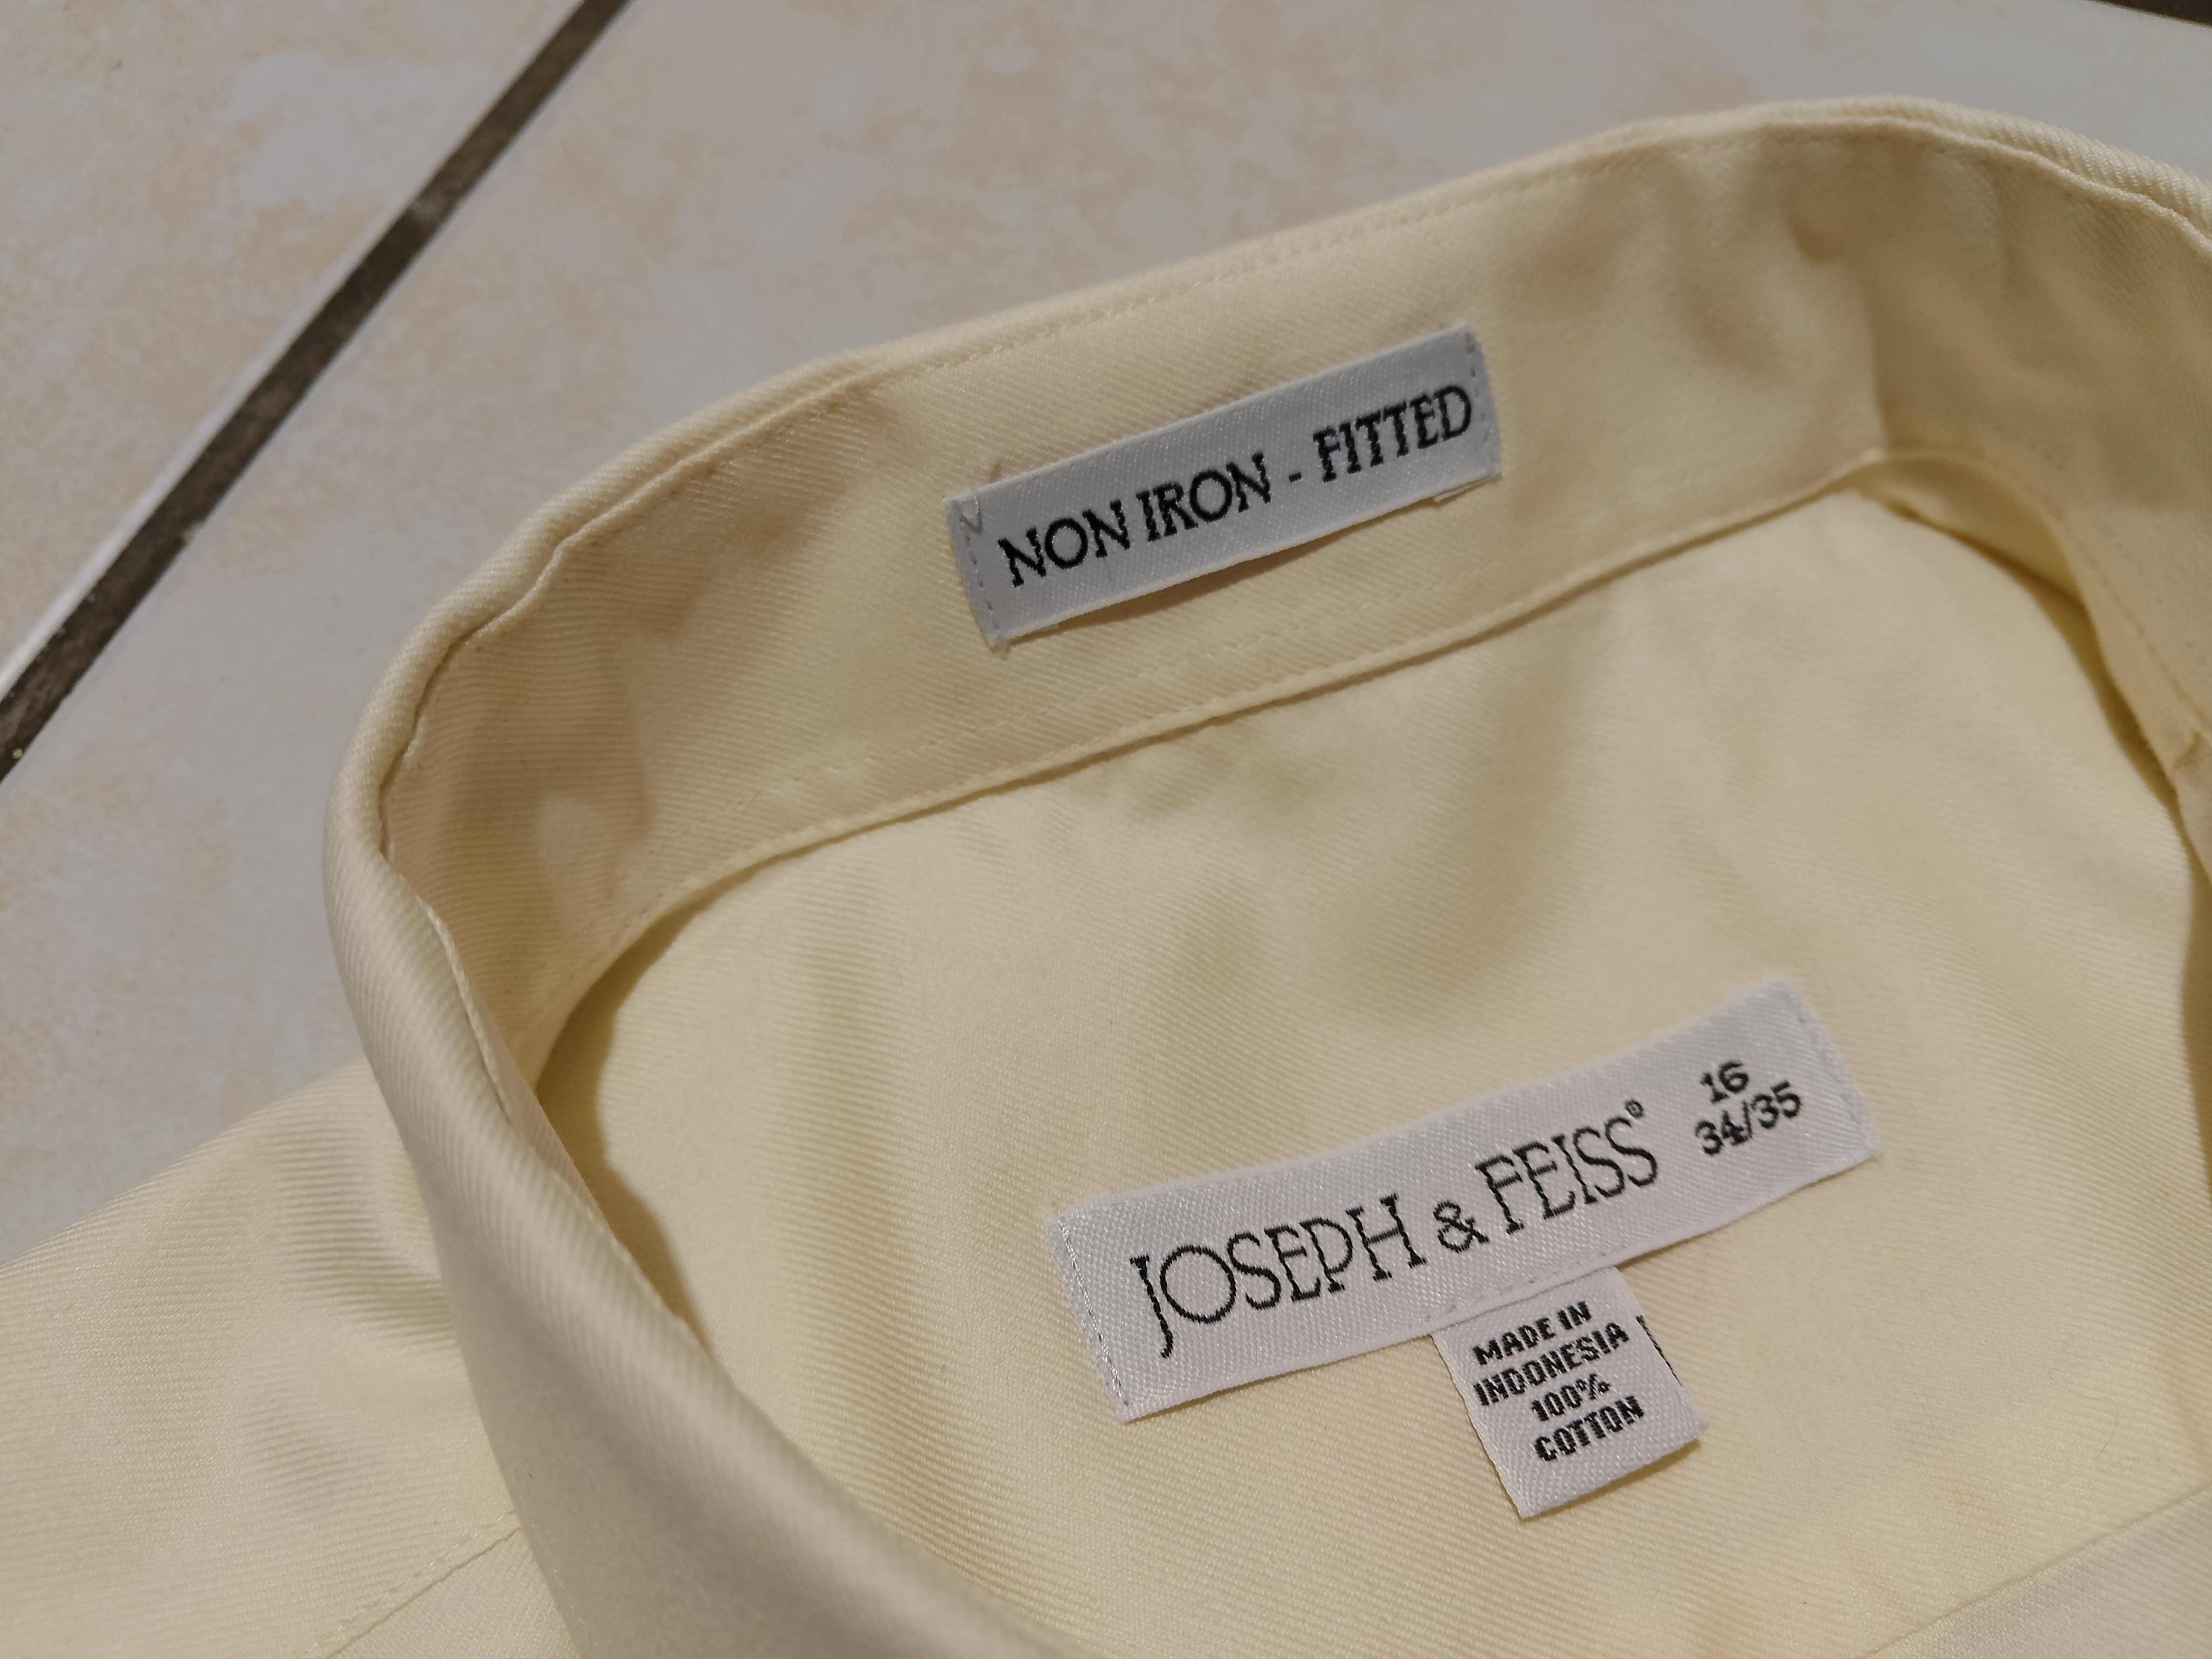 NON IRON - FITTED
JOSEPH & FEISS®
16
34/35
MADE IN
INDONESIA
100%
COTTON